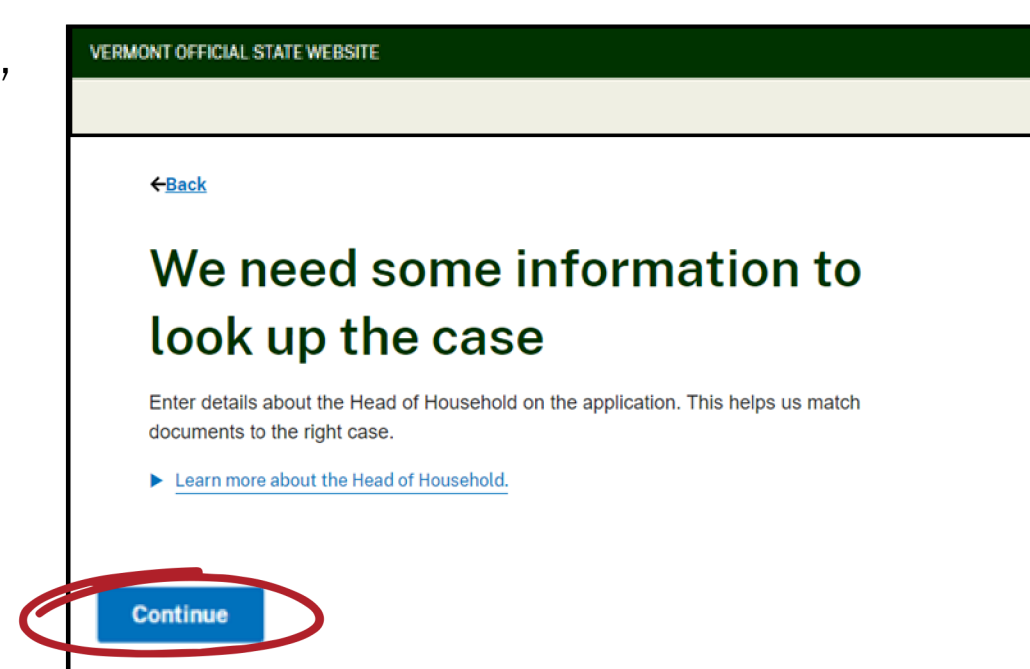 ,
VERMONT OFFICIAL STATE WEBSITE
Back
We need some information to
look up the case
Enter details about the Head of Household on the application. This helps us match
documents to the right case.
Learn more about the Head of Household.
Continue